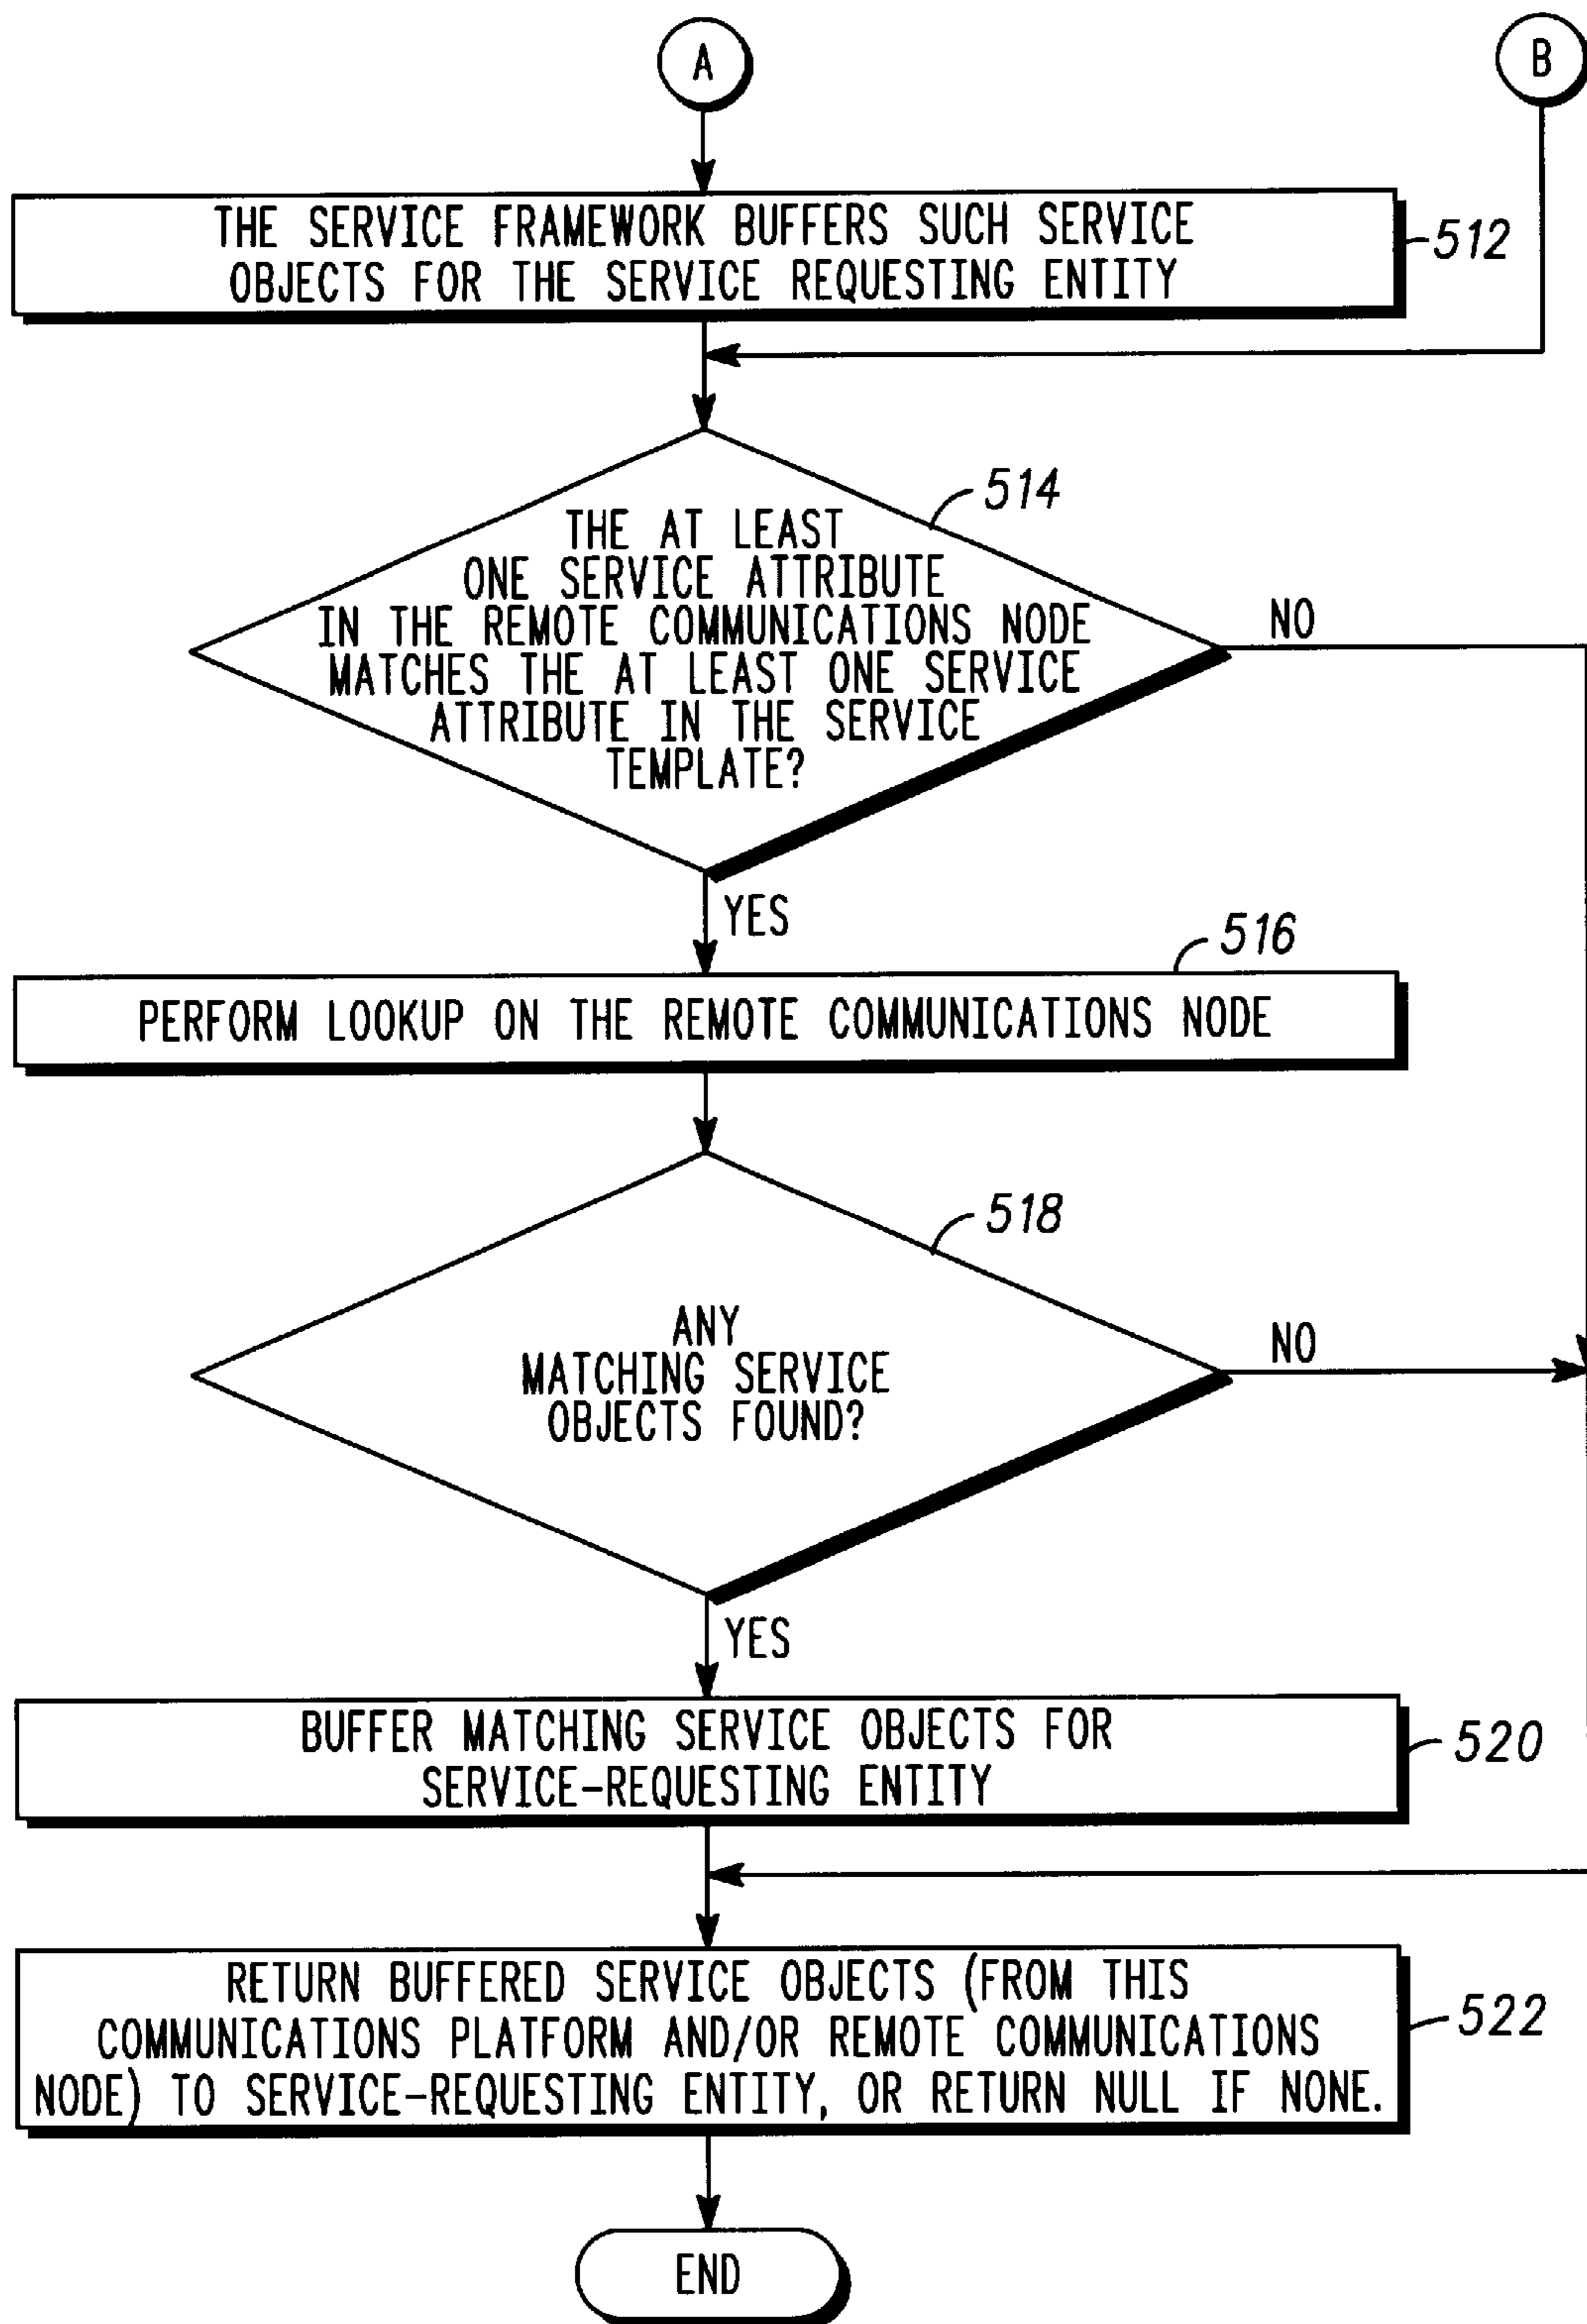 A
B
THE SERVICE FRAMEWORK BUFFERS SUCH SERVICE
OBJECTS FOR THE SERVICE REQUESTING ENTITY
512
514
THE AT LEAST
ONE SERVICE ATTRIBUTE
IN THE REMOTE COMMUNICATIONS NODE
MATCHES THE AT LEAST ONE SERVICE
ATTRIBUTE IN THE SERVICE
TEMPLATE?
NO
YES
516
PERFORM LOOKUP ON THE REMOTE COMMUNICATIONS NODE
518
ANY
MATCHING SERVICE
OBJECTS FOUND?
NO
YES
BUFFER MATCHING SERVICE OBJECTS FOR
SERVICE-REQUESTING ENTITY
520
RETURN BUFFERED SERVICE OBJECTS (FROM THIS
COMMUNICATIONS PLATFORM AND/OR REMOTE COMMUNICATIONS
NODE) TO SERVICE-REQUESTING ENTITY, OR RETURN NULL IF NONE.
522
END